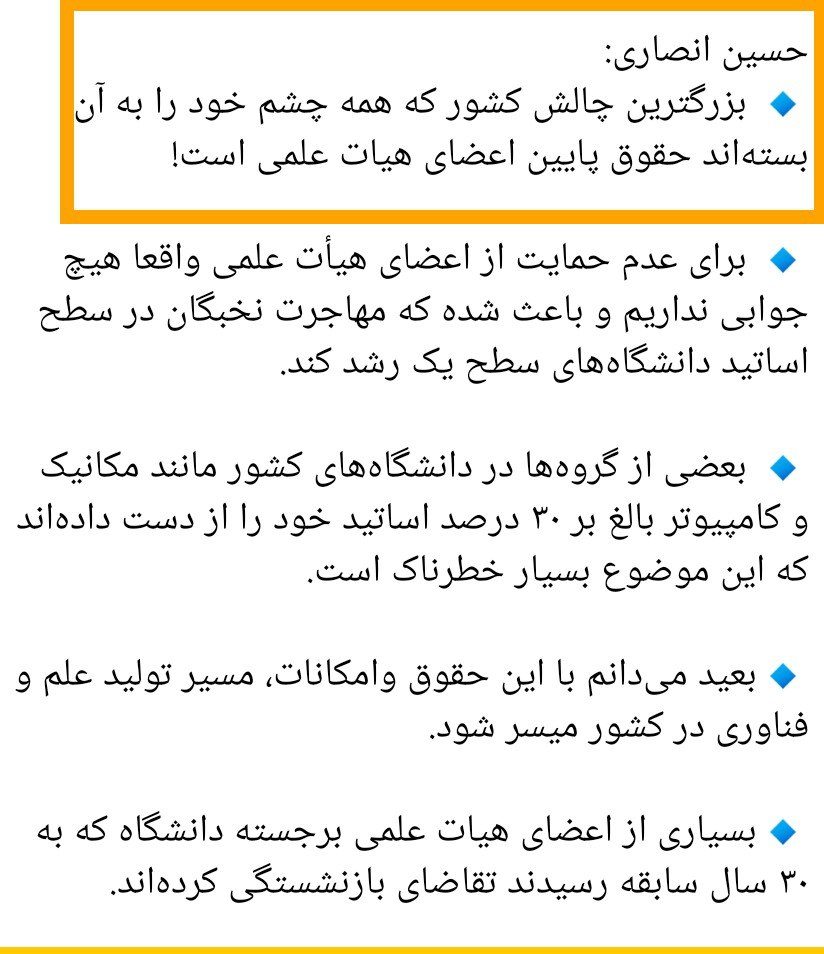 حسین انصاری:
🔹 بزرگترین چالش کشور که همه چشم خود را به آن
بسته‌اند حقوق پایین اعضای هیات علمی است!
🔹 برای عدم حمایت از اعضای هیأت علمی واقعا هیچ
جوابی نداریم و باعث شده که مهاجرت نخبگان در سطح
اساتید دانشگاه‌های سطح یک رشد کند.
🔹 بعضی از گروه‌ها در دانشگاه‌های کشور مانند مکانیک
و کامپیوتر بالغ بر ۳۰ درصد اساتید خود را از دست داده‌اند
که این موضوع بسیار خطرناک است.
🔹 بعید می‌دانم با این حقوق وامکانات، مسیر تولید علم و
فناوری در کشور میسر شود.
🔹 بسیاری از اعضای هیات علمی برجسته دانشگاه که به
۳۰ سال سابقه رسیدند تقاضای بازنشستگی کرده‌اند.